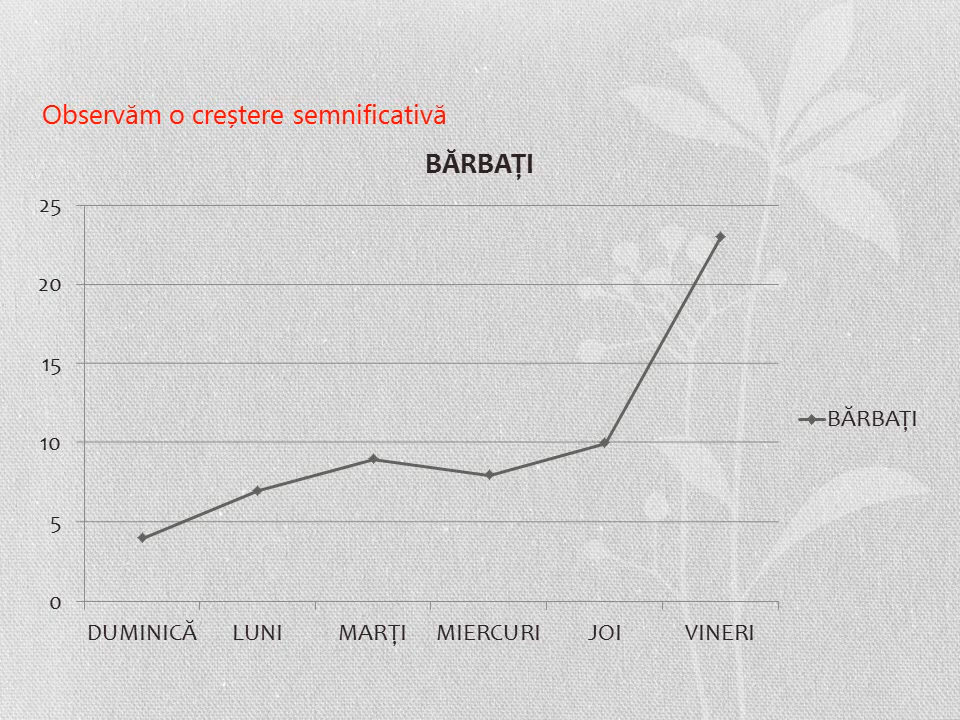 Observăm o creștere semnificativă
BĂRBAȚI
25
20
15
10
5
0
BĂRBAȚI
DUMINICĂ LUNI MARȚI MIERCURI JOI VINERI